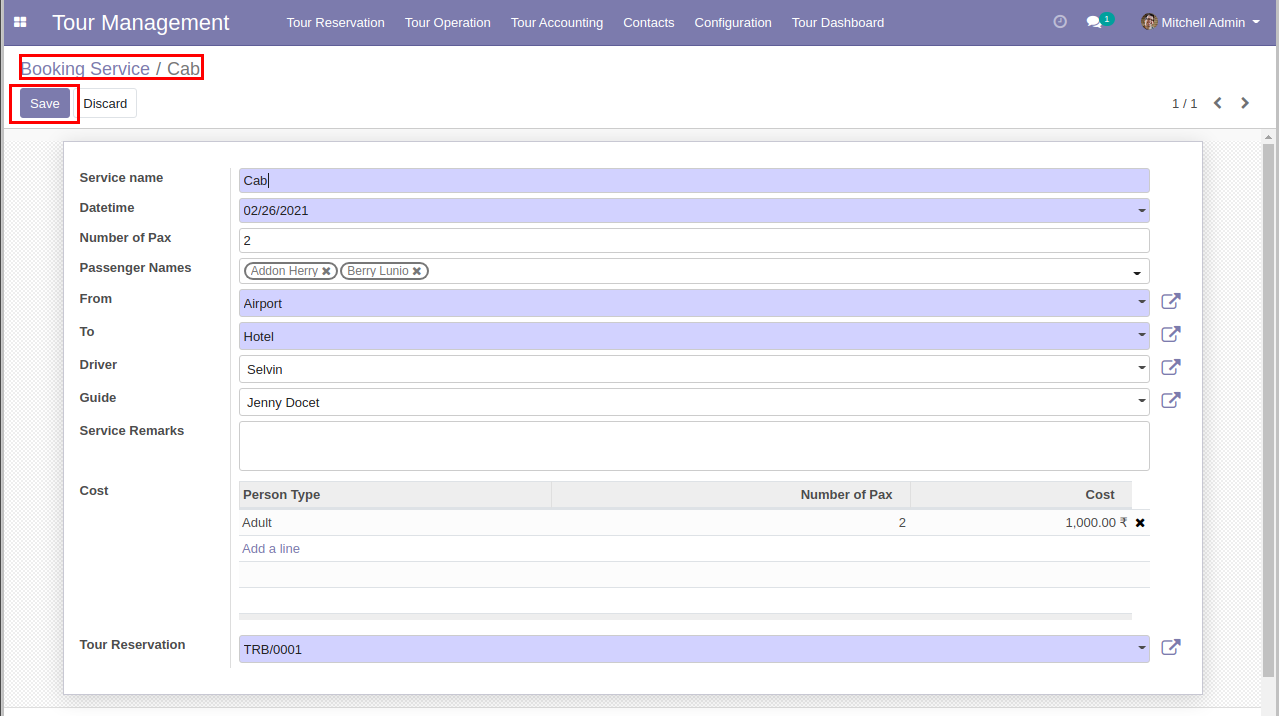 Tour Management Tour Reservation Tour Operation Tour Accounting Contacts Configuration Tour Dashboard 1 Mitchell Admin
Booking Service / Cab
Save Discard 1 / 1
Service name Cab
Datetime 02/26/2021
Number of Pax 2
Passenger Names Addon Herry ✖ Berry Lunio ✖
From Airport
To Hotel
Driver Selvin
Guide Jenny Docet
Service Remarks
Cost Person Type Number of Pax Cost
Adult 2 1,000.00 ₹ ✖
Add a line
Tour Reservation TRB/0001